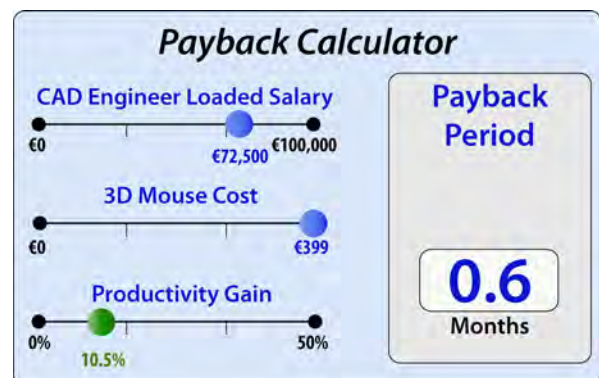 Payback Calculator
CAD Engineer Loaded Salary
€0
€72,500
€100,000
3D Mouse Cost
€0
€399
Productivity Gain
0%
10.5%
50%
Payback
Period
0.6
Months